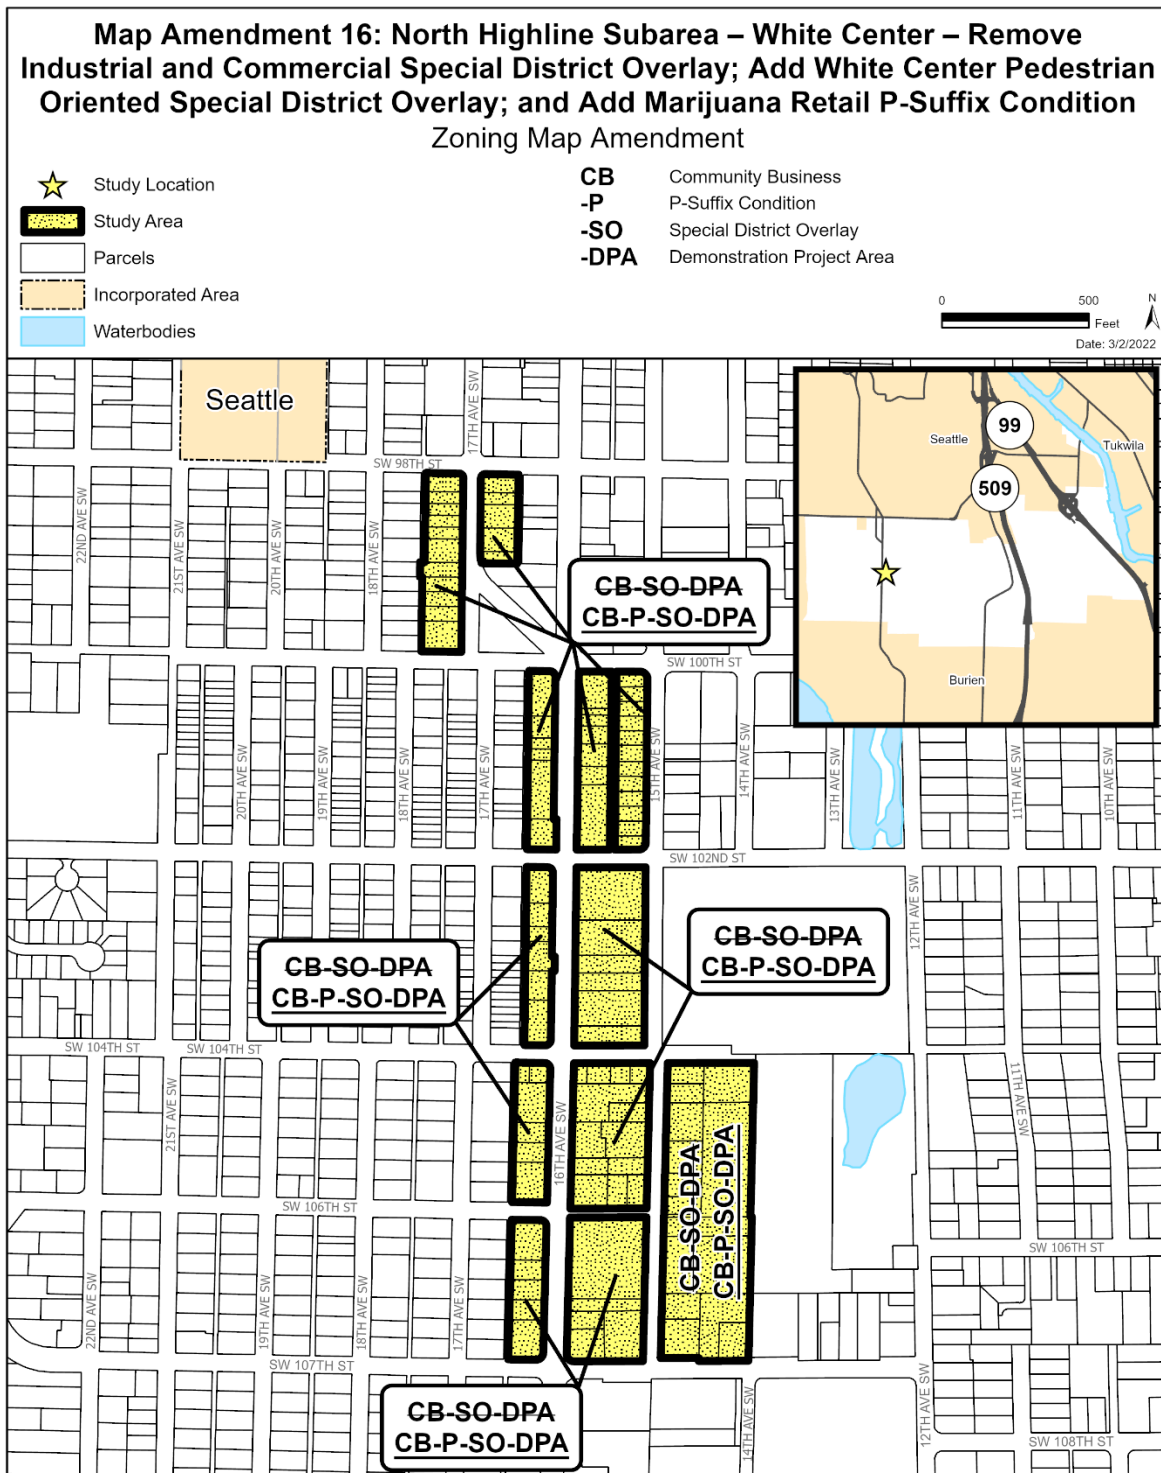 Map Amendment 16: North Highline Subarea – White Center – Remove
Industrial and Commercial Special District Overlay; Add White Center Pedestrian
Oriented Special District Overlay; and Add Marijuana Retail P-Suffix Condition
Zoning Map Amendment
Study Location
Study Area
Parcels
Incorporated Area
Waterbodies
CB Community Business
-P P-Suffix Condition
-SO Special District Overlay
-DPA Demonstration Project Area
0 500
Feet
N
Date: 3/2/2022
Seattle
17TH AVE SW
SW 98TH ST
22ND AVE SW
21ST AVE SW
20TH AVE SW
18TH AVE SW
CB-SO-DPA
CB-P-SO-DPA
SW 100TH ST
Seattle
99
Tukwila
509
Burien
20TH AVE SW
19TH AVE SW
18TH AVE SW
17TH AVE SW
15TH AVE SW
14TH AVE SW
13TH AVE SW
11TH AVE SW
10TH AVE SW
SW 102ND ST
12TH AVE SW
CB-SO-DPA
CB-P-SO-DPA
CB-SO-DPA
CB-P-SO-DPA
SW 104TH ST
SW 104TH ST
21ST AVE SW
16TH AVE SW
11TH AVE SW
CB-SO-DPA
CB-P-SO-DPA
SW 106TH ST
SW 106TH ST
22ND AVE SW
19TH AVE SW
18TH AVE SW
17TH AVE SW
SW 107TH ST
CB-SO-DPA
CB-P-SO-DPA
14TH AVE SW
12TH AVE SW
SW 108TH ST